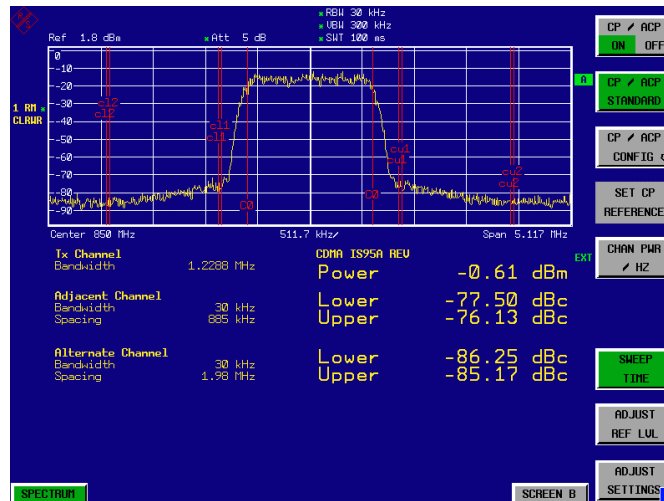 *RBW 30 kHz
*VBW 300 kHz
Ref 1.8 dBm *Att 5 dB *SWT 100 ms
0
-10
-20
-30
-40
-50
-60
-70
-80
-90
1 RM *
CLRWR
A
cl2
cl2
cl1
cl1
C0
C0
cu1
cu1
cu2
cu2
Center 850 MHz 511.7 kHz/ Span 5.117 MHz
Tx Channel CDMA IS95A REV
EXT
Bandwidth 1.2288 MHz Power -0.61 dBm
Adjacent Channel
Bandwidth 30 kHz Lower -77.50 dBc
Spacing 885 kHz Upper -76.13 dBc
Alternate Channel
Bandwidth 30 kHz Lower -86.25 dBc
Spacing 1.98 MHz Upper -85.17 dBc
SPECTRUM
SCREEN B
CP / ACP
ON OFF
CP / ACP
STANDARD
CP / ACP
CONFIG
SET CP
REFERENCE
CHAN PWR
/ HZ
SWEEP
TIME
ADJUST
REF LVL
ADJUST
SETTINGS